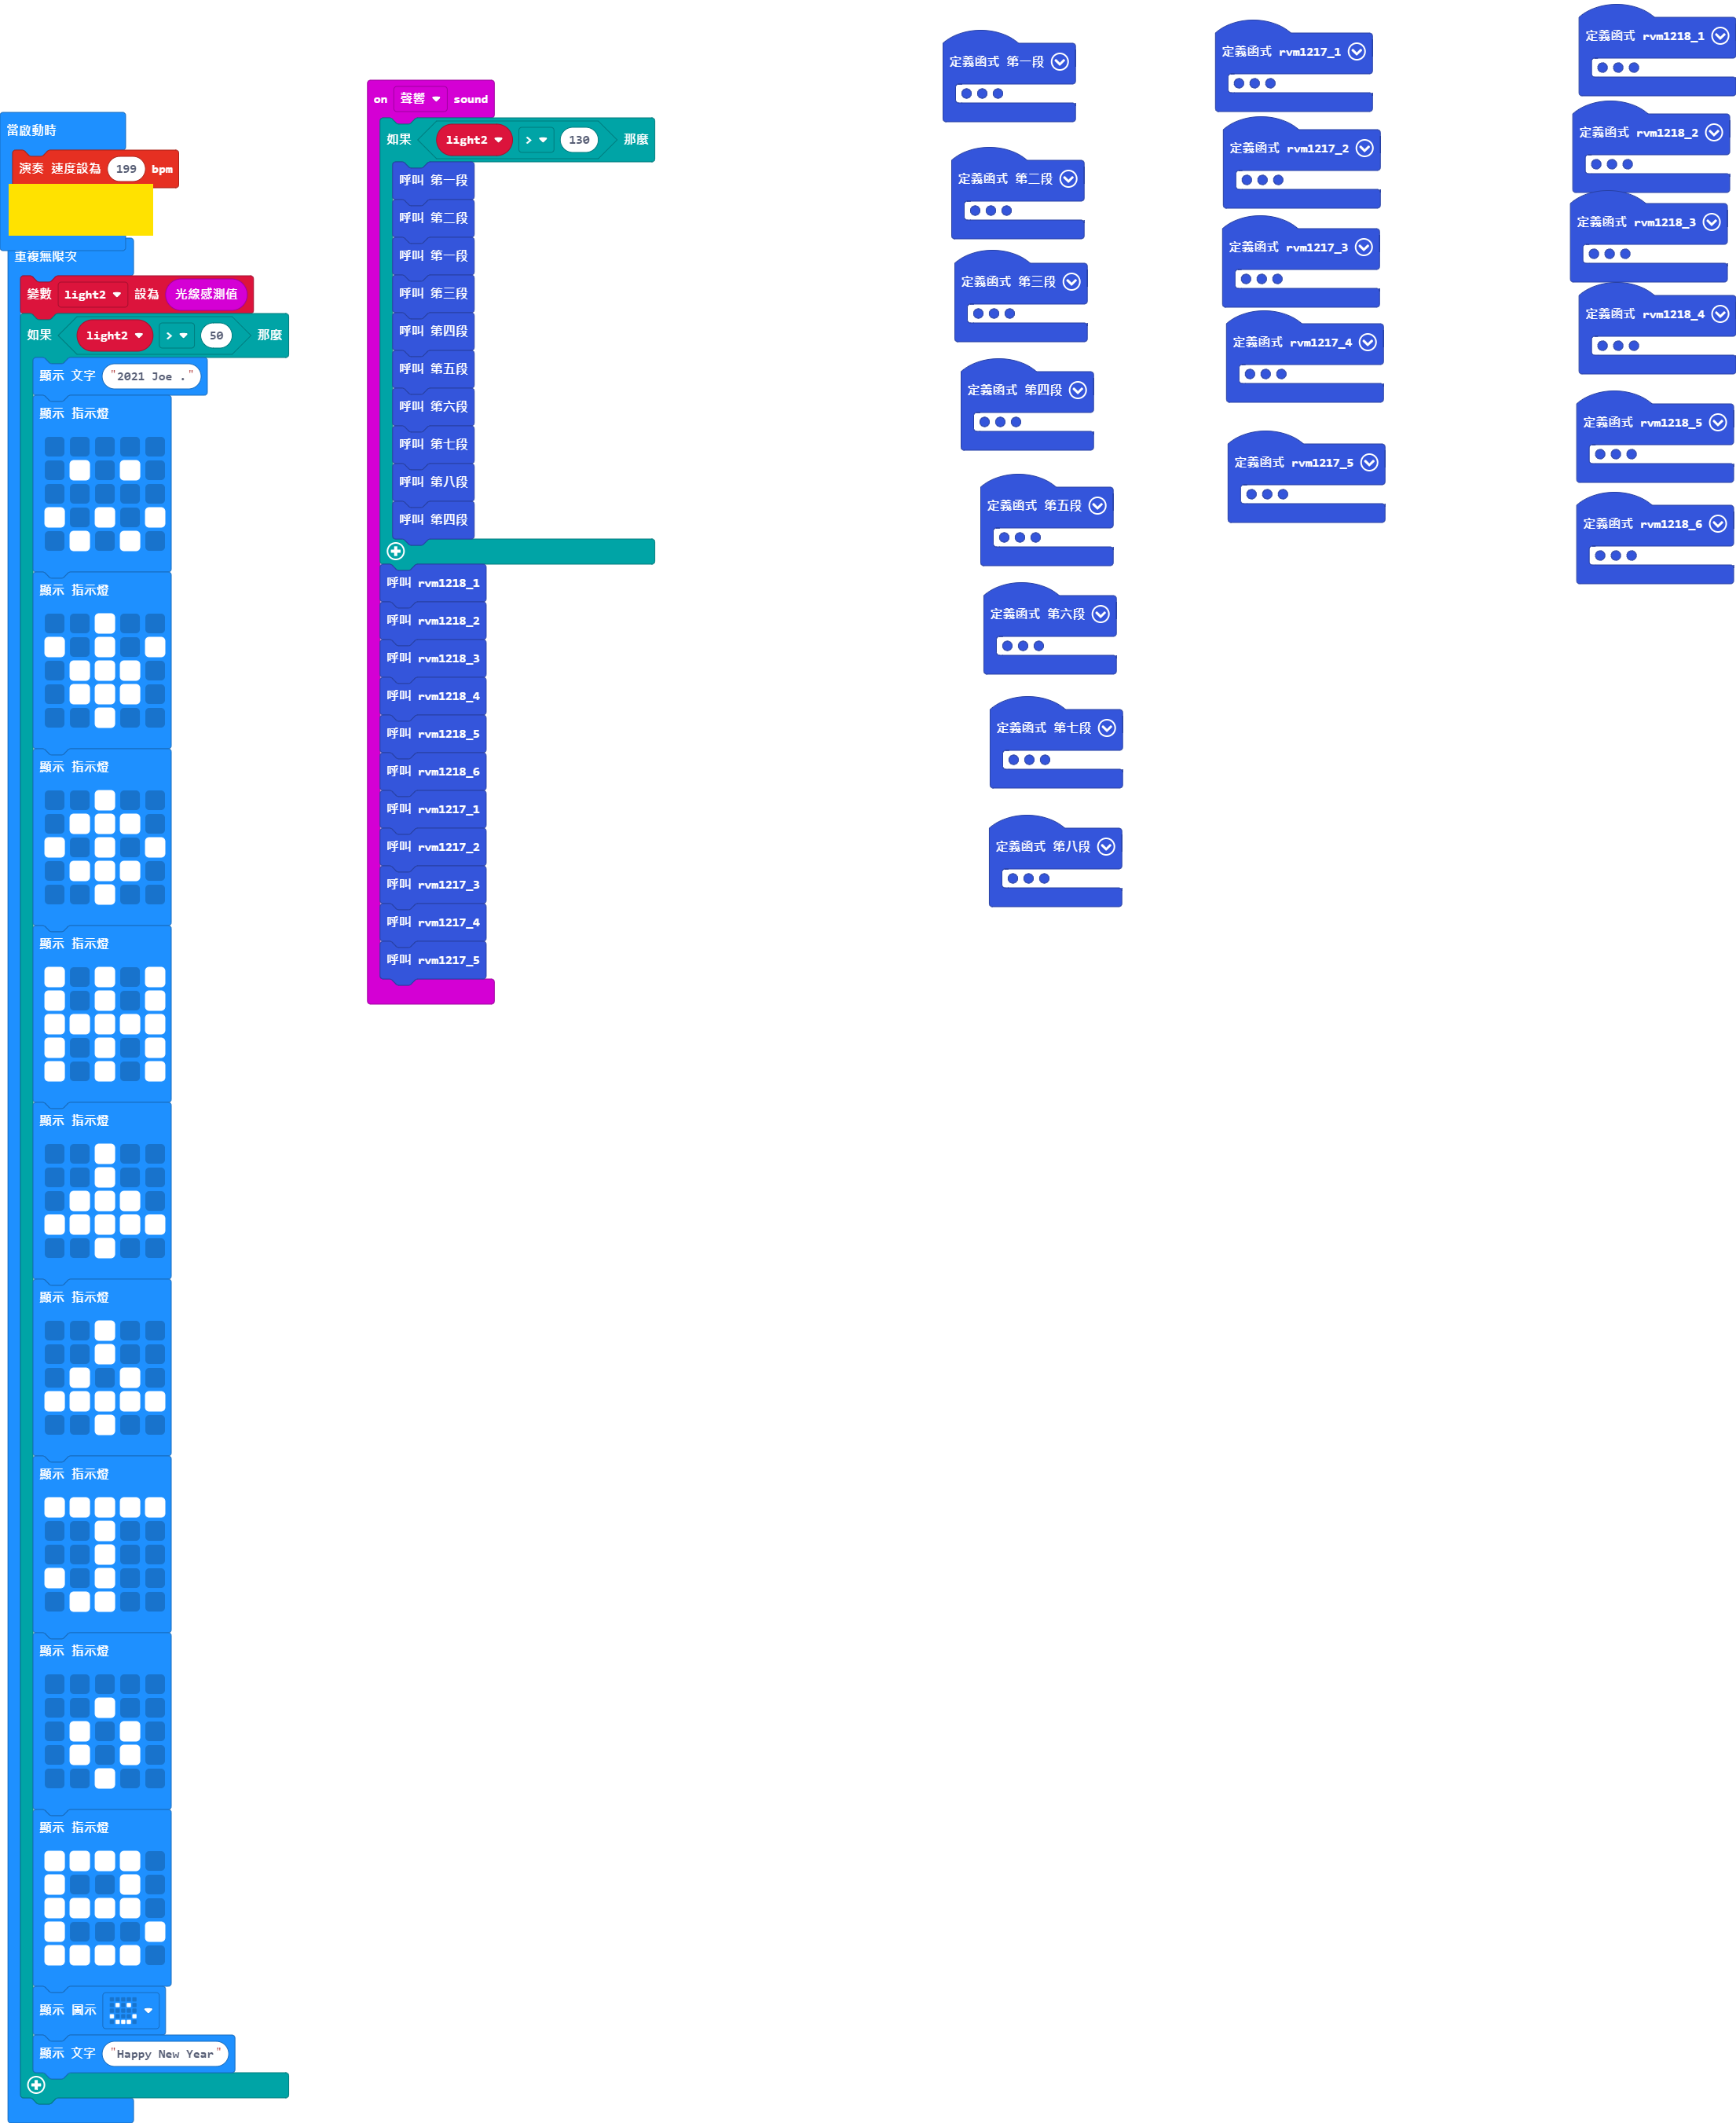 當啟動時
演奏 速度設為 199 bpm
重複無限次
變數 light2 設為 光線感測值
如果 light2 > 50 那麼
顯示 文字 "2021 Joe ."
顯示 指示燈
顯示 指示燈
顯示 指示燈
顯示 指示燈
顯示 指示燈
顯示 指示燈
顯示 指示燈
顯示 指示燈
顯示 指示燈
顯示 圖示
顯示 文字 "Happy New Year"
on 聲響 sound
如果 light2 > 130 那麼
呼叫 第一段
呼叫 第二段
呼叫 第一段
呼叫 第三段
呼叫 第四段
呼叫 第五段
呼叫 第六段
呼叫 第七段
呼叫 第八段
呼叫 第四段
呼叫 rvm1218_1
呼叫 rvm1218_2
呼叫 rvm1218_3
呼叫 rvm1218_4
呼叫 rvm1218_5
呼叫 rvm1218_6
呼叫 rvm1217_1
呼叫 rvm1217_2
呼叫 rvm1217_3
呼叫 rvm1217_4
呼叫 rvm1217_5
定義函式 第一段
定義函式 第二段
定義函式 第三段
定義函式 第四段
定義函式 第五段
定義函式 第六段
定義函式 第七段
定義函式 第八段
定義函式 rvm1217_1
定義函式 rvm1217_2
定義函式 rvm1217_3
定義函式 rvm1217_4
定義函式 rvm1217_5
定義函式 rvm1218_1
定義函式 rvm1218_2
定義函式 rvm1218_3
定義函式 rvm1218_4
定義函式 rvm1218_5
定義函式 rvm1218_6